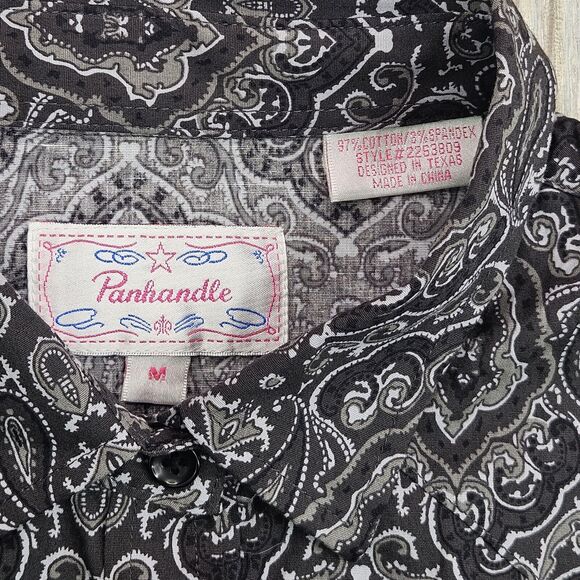 97% COTTON/3% SPANDEX
STYLE#2253809
DESIGNED IN TEXAS
MADE IN CHINA
Panhandle
M